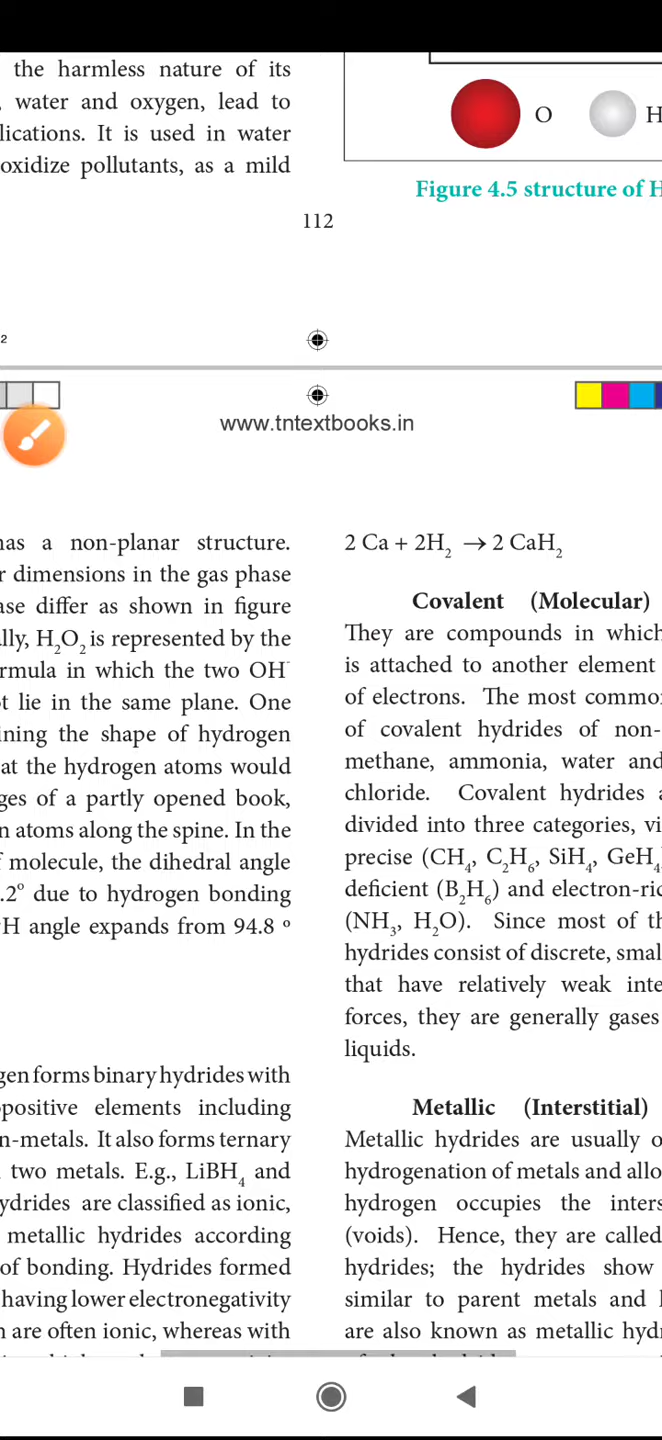 the harmless nature of its
, water and oxygen, lead to
lications. It is used in water
oxidize pollutants, as a mild
O H
Figure 4.5 structure of H
112
2
www.tntextbooks.in
has a non-planar structure.
r dimensions in the gas phase
ase differ as shown in figure
ally, H₂O₂ is represented by the
rmula in which the two OH⁻
t lie in the same plane. One
ining the shape of hydrogen
at the hydrogen atoms would
ges of a partly opened book,
n atoms along the spine. In the
f molecule, the dihedral angle
.2° due to hydrogen bonding
H angle expands from 94.8 º
gen forms binary hydrides with
positive elements including
n-metals. It also forms ternary
two metals. E.g., LiBH₄ and
ydrides are classified as ionic,
metallic hydrides according
of bonding. Hydrides formed
having lower electronegativity
n are often ionic, whereas with
2 Ca + 2H₂ → 2 CaH₂
Covalent (Molecular)
They are compounds in which
is attached to another element
of electrons. The most common
of covalent hydrides of non-
methane, ammonia, water and
chloride. Covalent hydrides a
divided into three categories, vi
precise (CH₄, C₂H₆, SiH₄, GeH₄
deficient (B₂H₆) and electron-ric
(NH₃, H₂O). Since most of th
hydrides consist of discrete, smal
that have relatively weak inte
forces, they are generally gases
liquids.
Metallic (Interstitial)
Metallic hydrides are usually o
hydrogenation of metals and allo
hydrogen occupies the inters
(voids). Hence, they are called
hydrides; the hydrides show
similar to parent metals and
are also known as metallic hydr